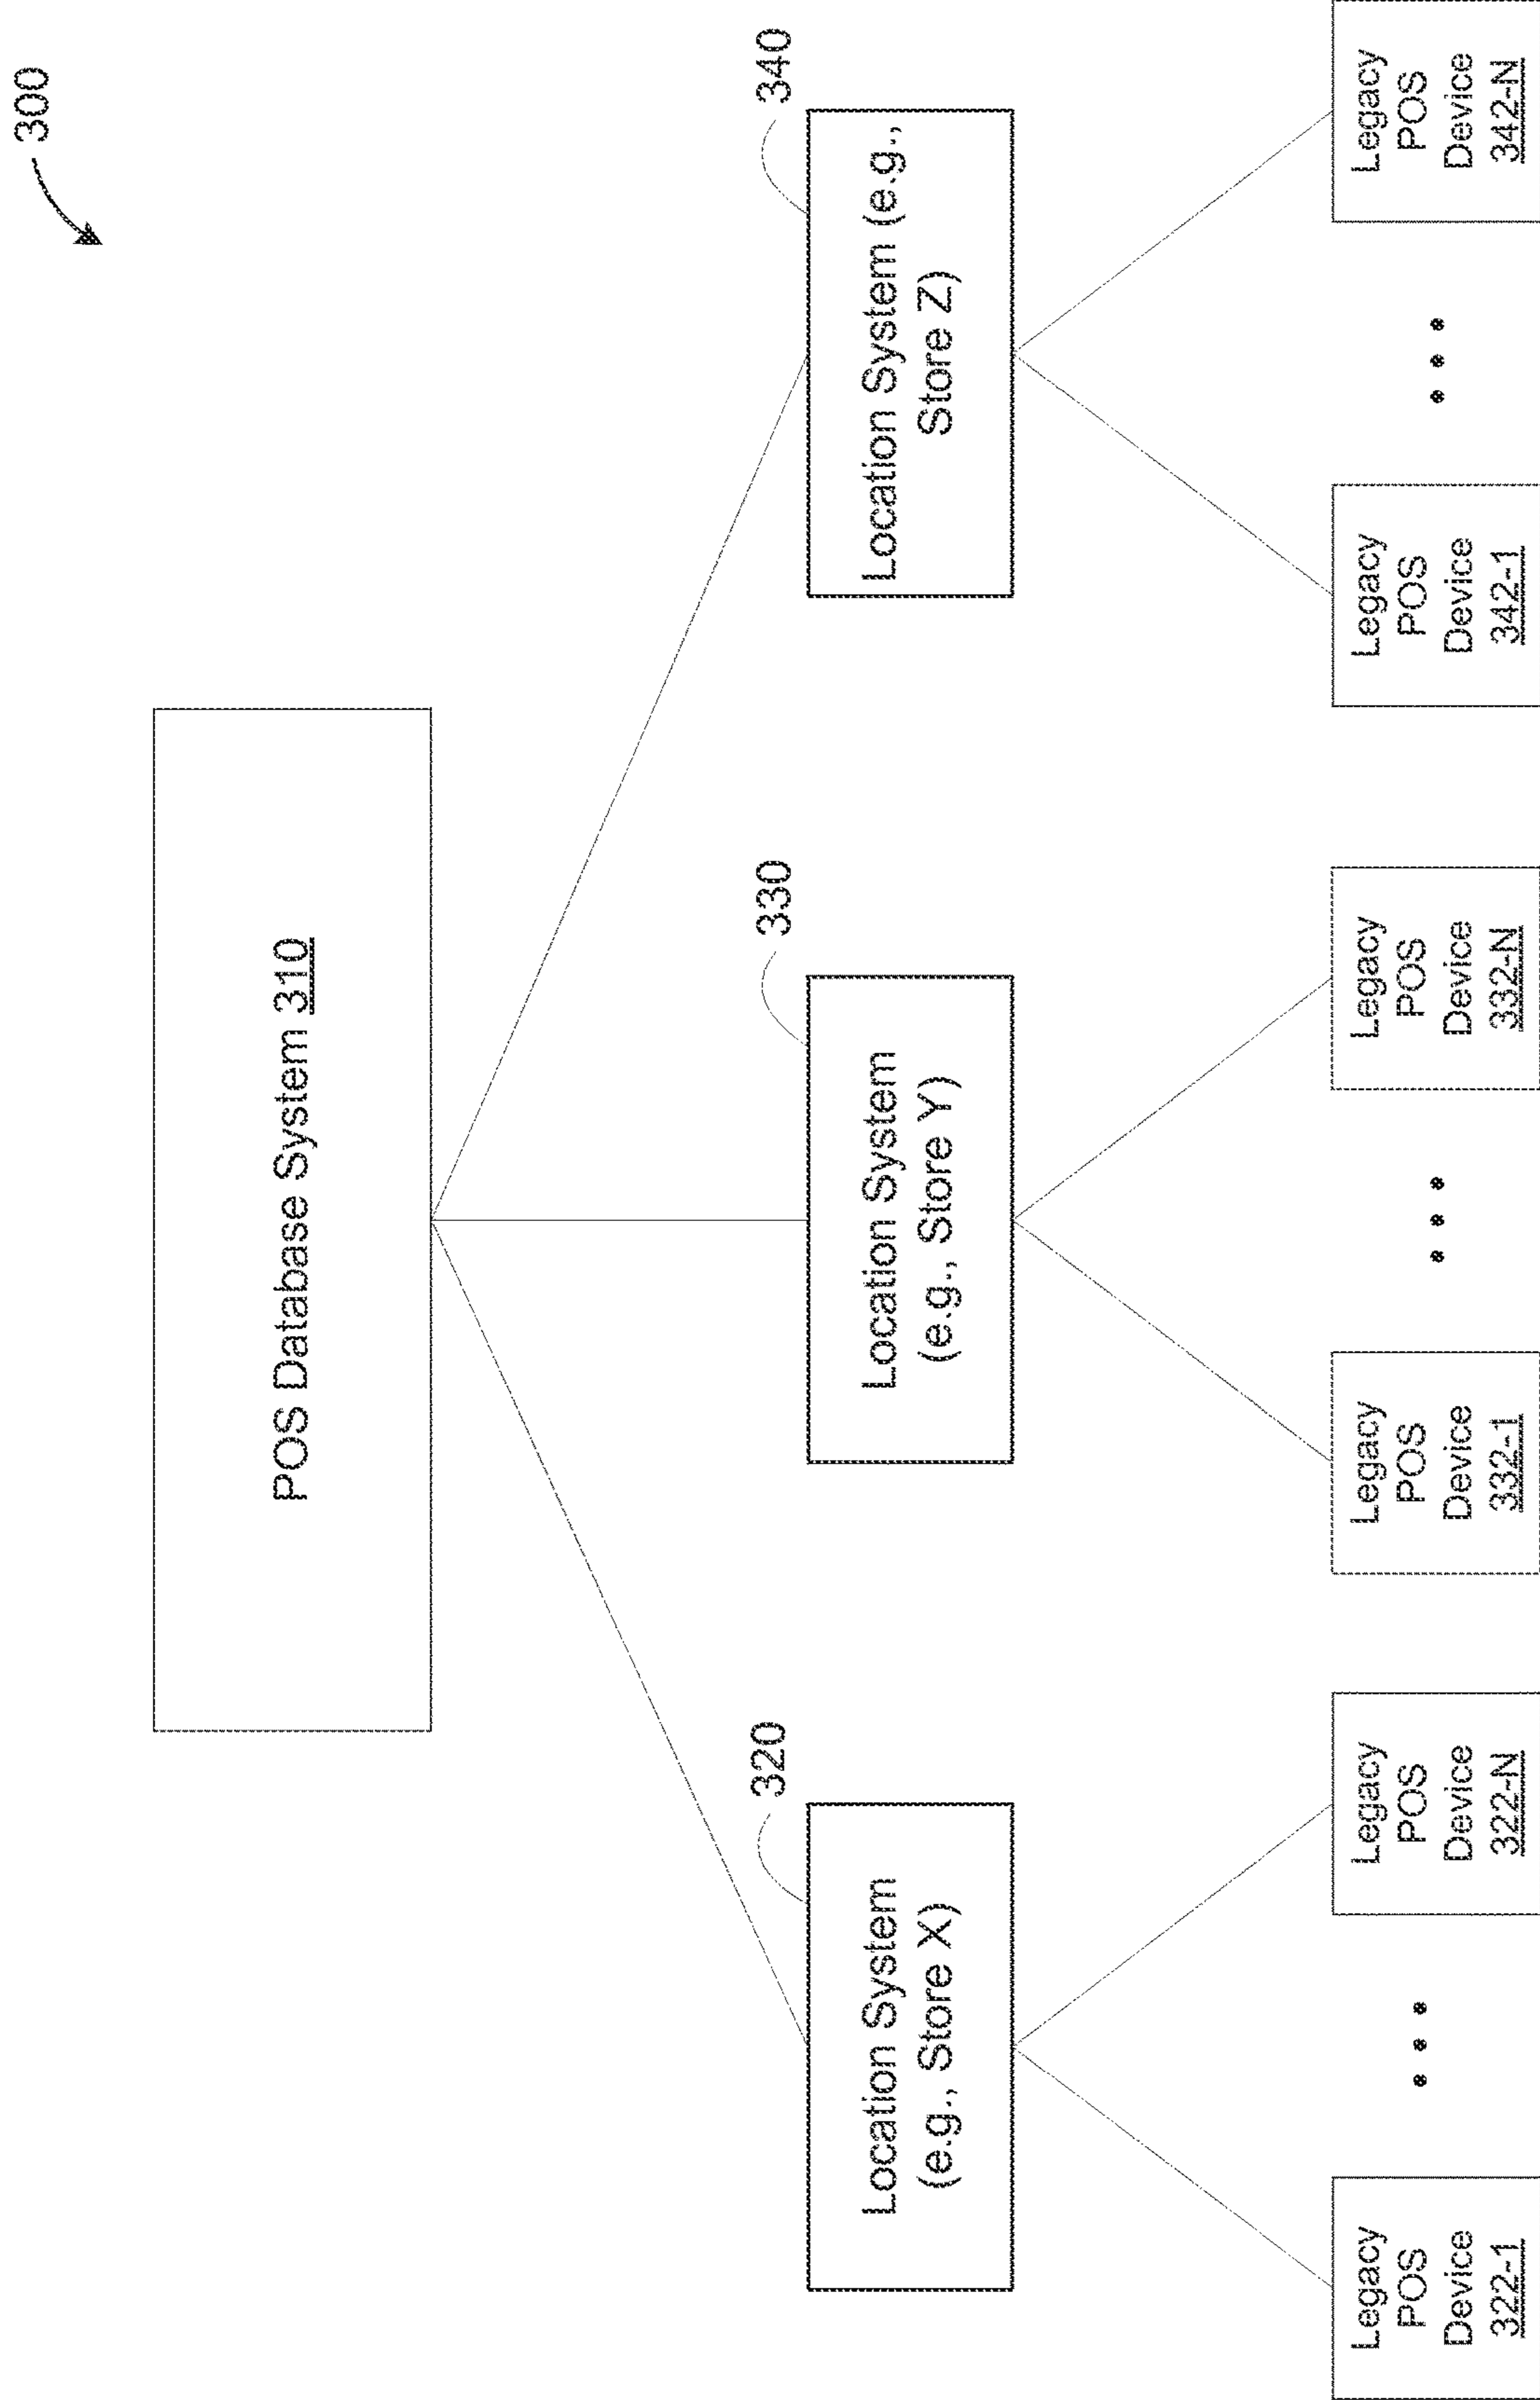 300
POS Database System 310
320
Location System
(e.g., Store X)
330
Location System
(e.g., Store Y)
340
Location System (e.g.,
Store Z)
Legacy
POS
Device
322-1
Legacy
POS
Device
322-N
Legacy
POS
Device
332-1
Legacy
POS
Device
332-N
Legacy
POS
Device
342-1
Legacy
POS
Device
342-N